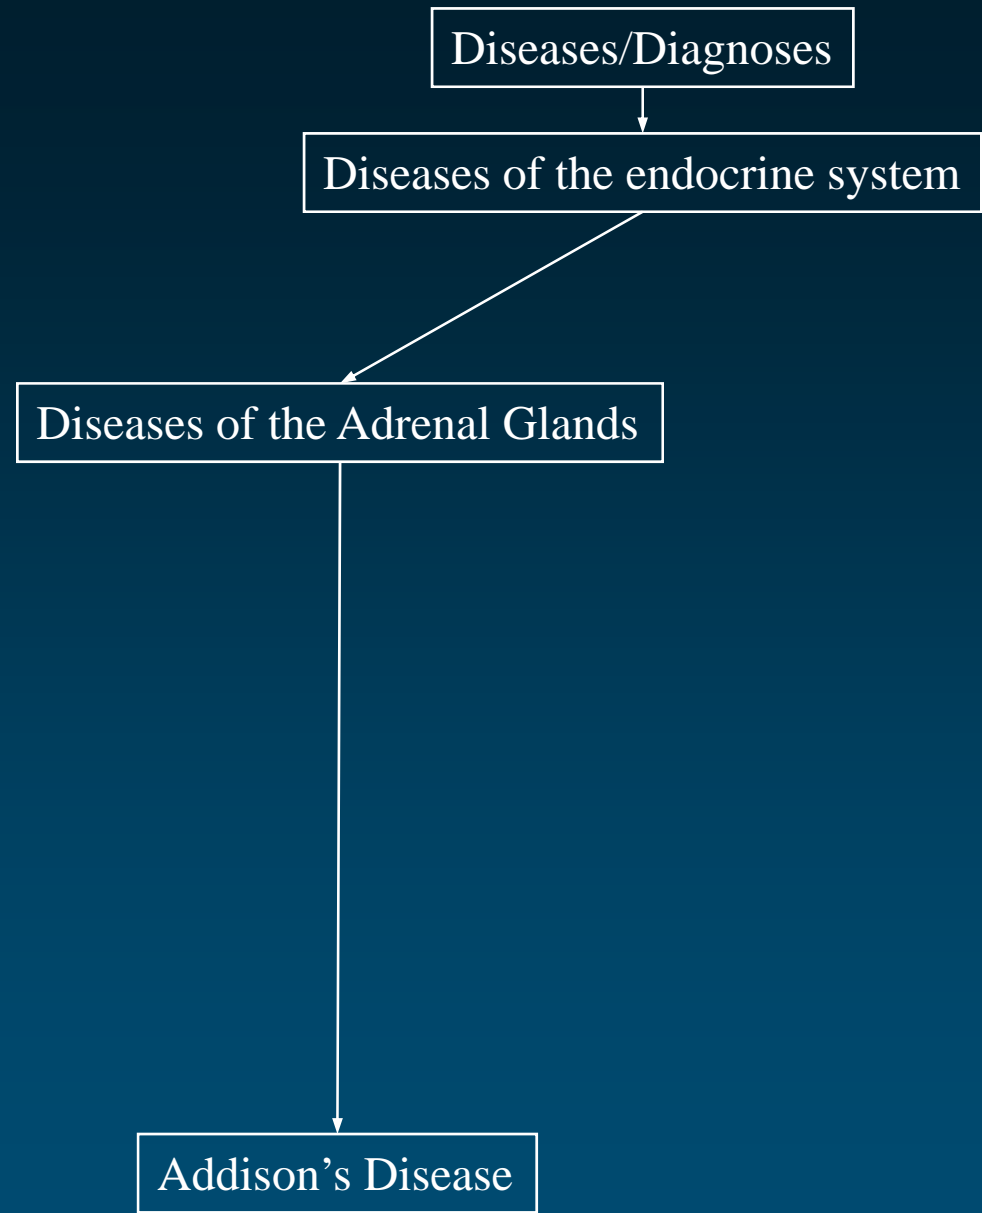 Diseases/Diagnoses
Diseases of the endocrine system
Diseases of the Adrenal Glands
Addison’s Disease